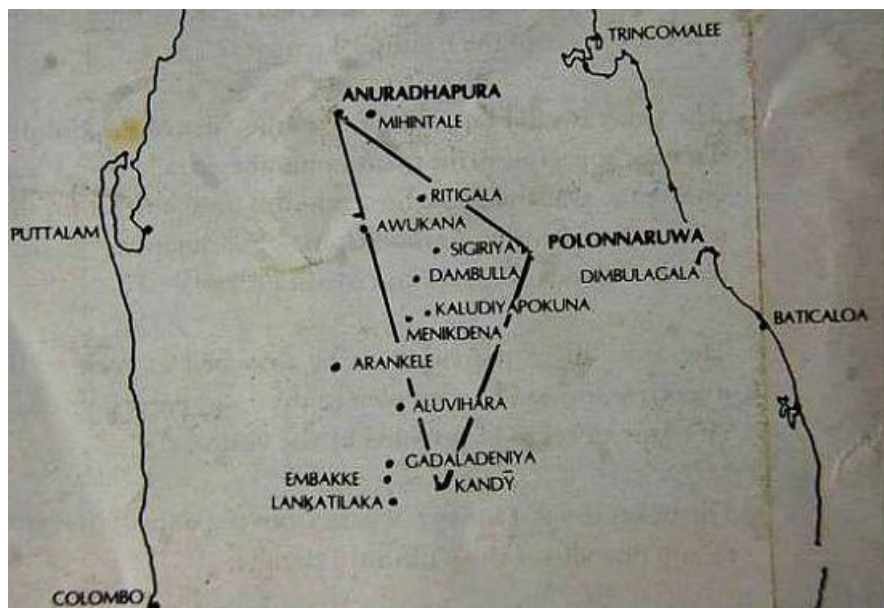 TRINCOMALEE
ANURADHAPURA
MIHINTALE
RITIGALA
AWUKANA
PUTTALAM
SIGIRIYA
POLONNARUWA
DAMBULLA
DIMBULAGALA
KALUDIYAPOKUNA
BATICALOA
MENIKDENA
ARANKELE
ALUVIHARA
GADALADENIYA
EMBAKKE
KANDY
LANKATILAKA
COLOMBO